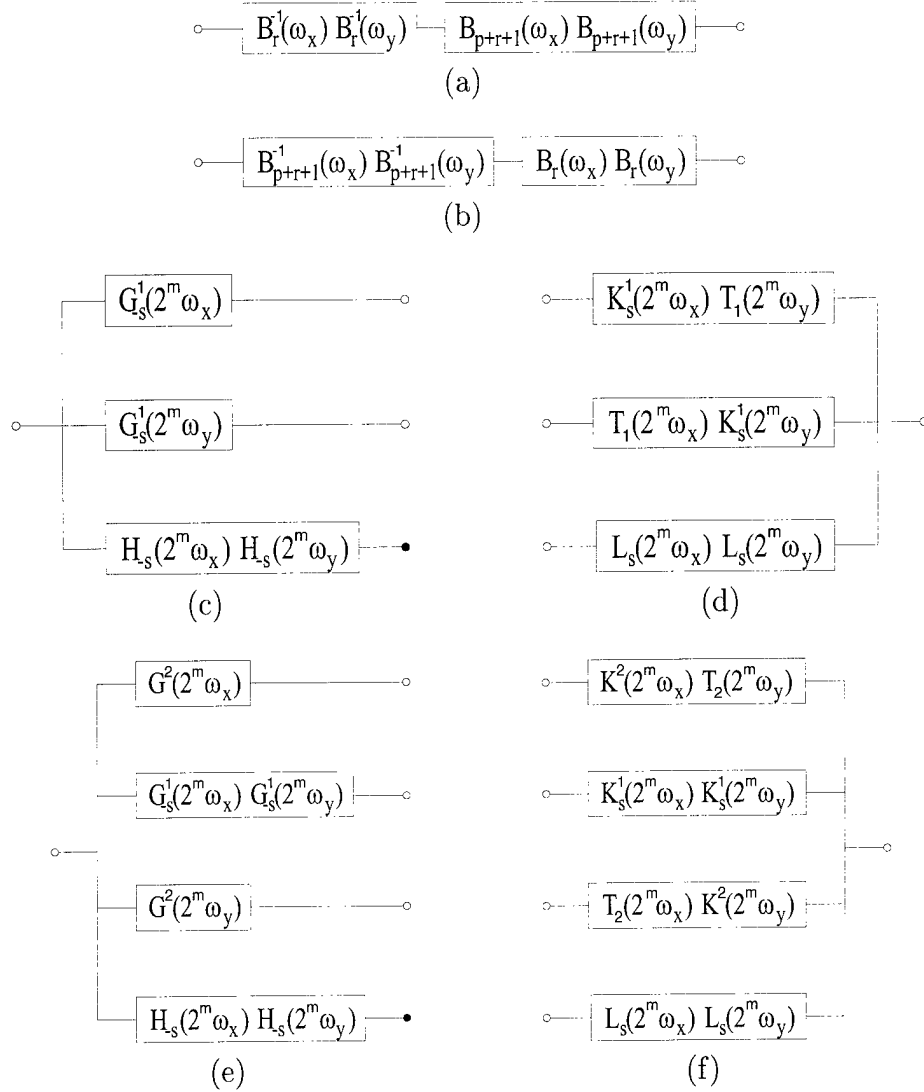 B_r^{-1}(ω_x) B_r^{-1}(ω_y) B_{p+r+1}(ω_x) B_{p+r+1}(ω_y)
(a)
B_{p+r+1}^{-1}(ω_x) B_{p+r+1}^{-1}(ω_y) B_r(ω_x) B_r(ω_y)
(b)
G_{-s}^1(2^m ω_x)
G_{-s}^1(2^m ω_y)
H_{-s}(2^m ω_x) H_{-s}(2^m ω_y)
(c)
K_s^1(2^m ω_x) T_1(2^m ω_y)
T_1(2^m ω_x) K_s^1(2^m ω_y)
L_s(2^m ω_x) L_s(2^m ω_y)
(d)
G^2(2^m ω_x)
G_{-s}^1(2^m ω_x) G_{-s}^1(2^m ω_y)
G^2(2^m ω_y)
H_{-s}(2^m ω_x) H_{-s}(2^m ω_y)
(e)
K^2(2^m ω_x) T_2(2^m ω_y)
K_s^1(2^m ω_x) K_s^1(2^m ω_y)
T_2(2^m ω_x) K^2(2^m ω_y)
L_s(2^m ω_x) L_s(2^m ω_y)
(f)